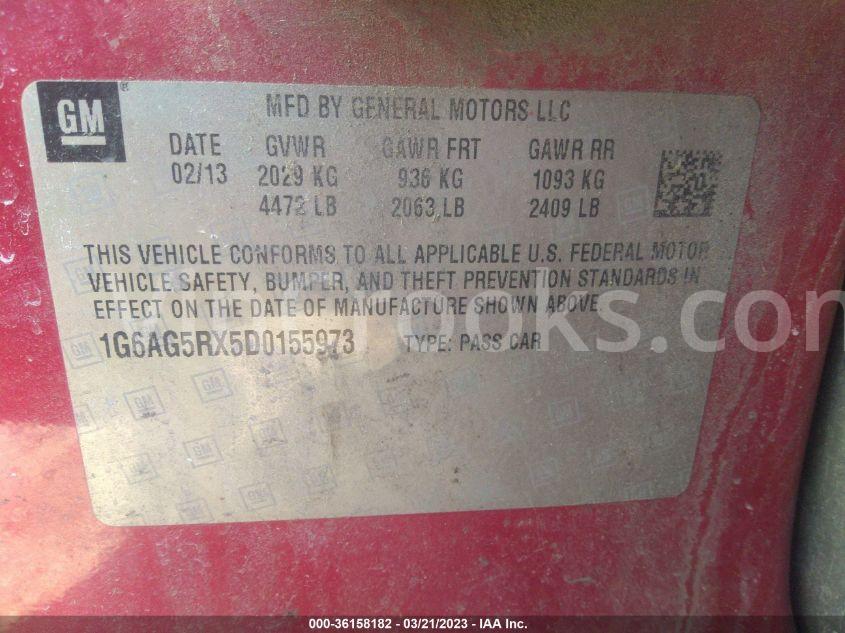 GM
MFD BY GENERAL MOTORS LLC
DATE GVWR GAWR FRT GAWR RR
02/13 2029 KG 936 KG 1093 KG
4472 LB 2063 LB 2409 LB
THIS VEHICLE CONFORMS TO ALL APPLICABLE U.S. FEDERAL MOTOR
VEHICLE SAFETY, BUMPER, AND THEFT PREVENTION STANDARDS IN
EFFECT ON THE DATE OF MANUFACTURE SHOWN ABOVE.
1G6AG5RX5D0155973 TYPE: PASS CAR
000-36158182 - 03/21/2023 - IAA Inc.